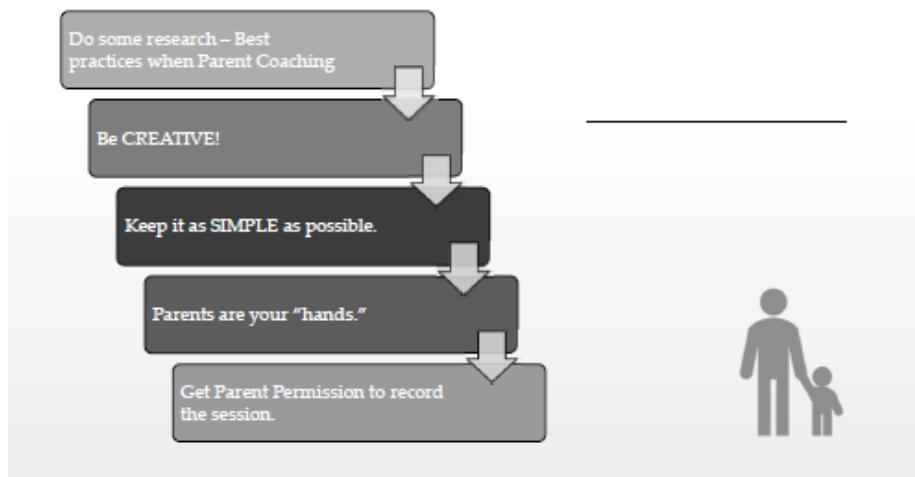 Do some research – Best
practices when Parent Coaching
Be CREATIVE!
Keep it as SIMPLE as possible.
Parents are your “hands.”
Get Parent Permission to record
the session.